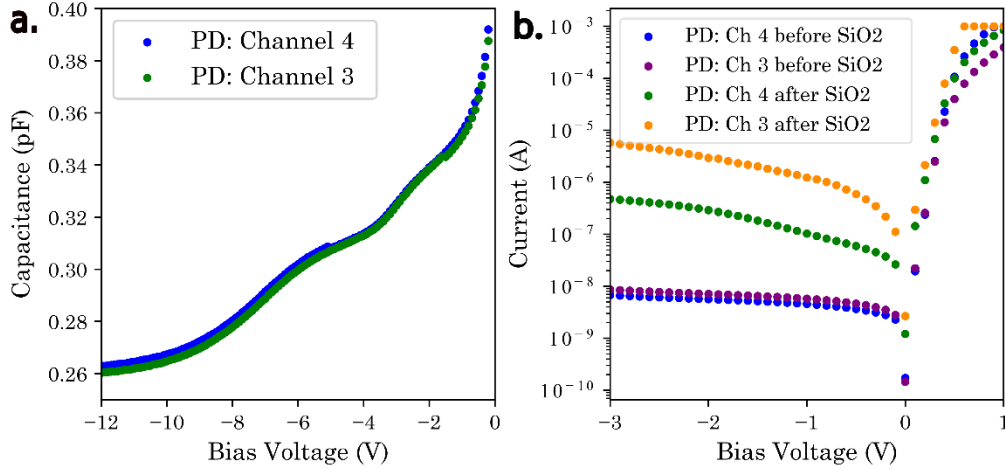 a.
PD: Channel 4
PD: Channel 3
Capacitance (pF)
0.40
0.38
0.36
0.34
0.32
0.30
0.28
0.26
−12
−10
−8
−6
−4
−2
0
Bias Voltage (V)
b.
PD: Ch 4 before SiO2
PD: Ch 3 before SiO2
PD: Ch 4 after SiO2
PD: Ch 3 after SiO2
Current (A)
10⁻³
10⁻⁴
10⁻⁵
10⁻⁶
10⁻⁷
10⁻⁸
10⁻⁹
10⁻¹⁰
−3
−2
−1
0
1
Bias Voltage (V)